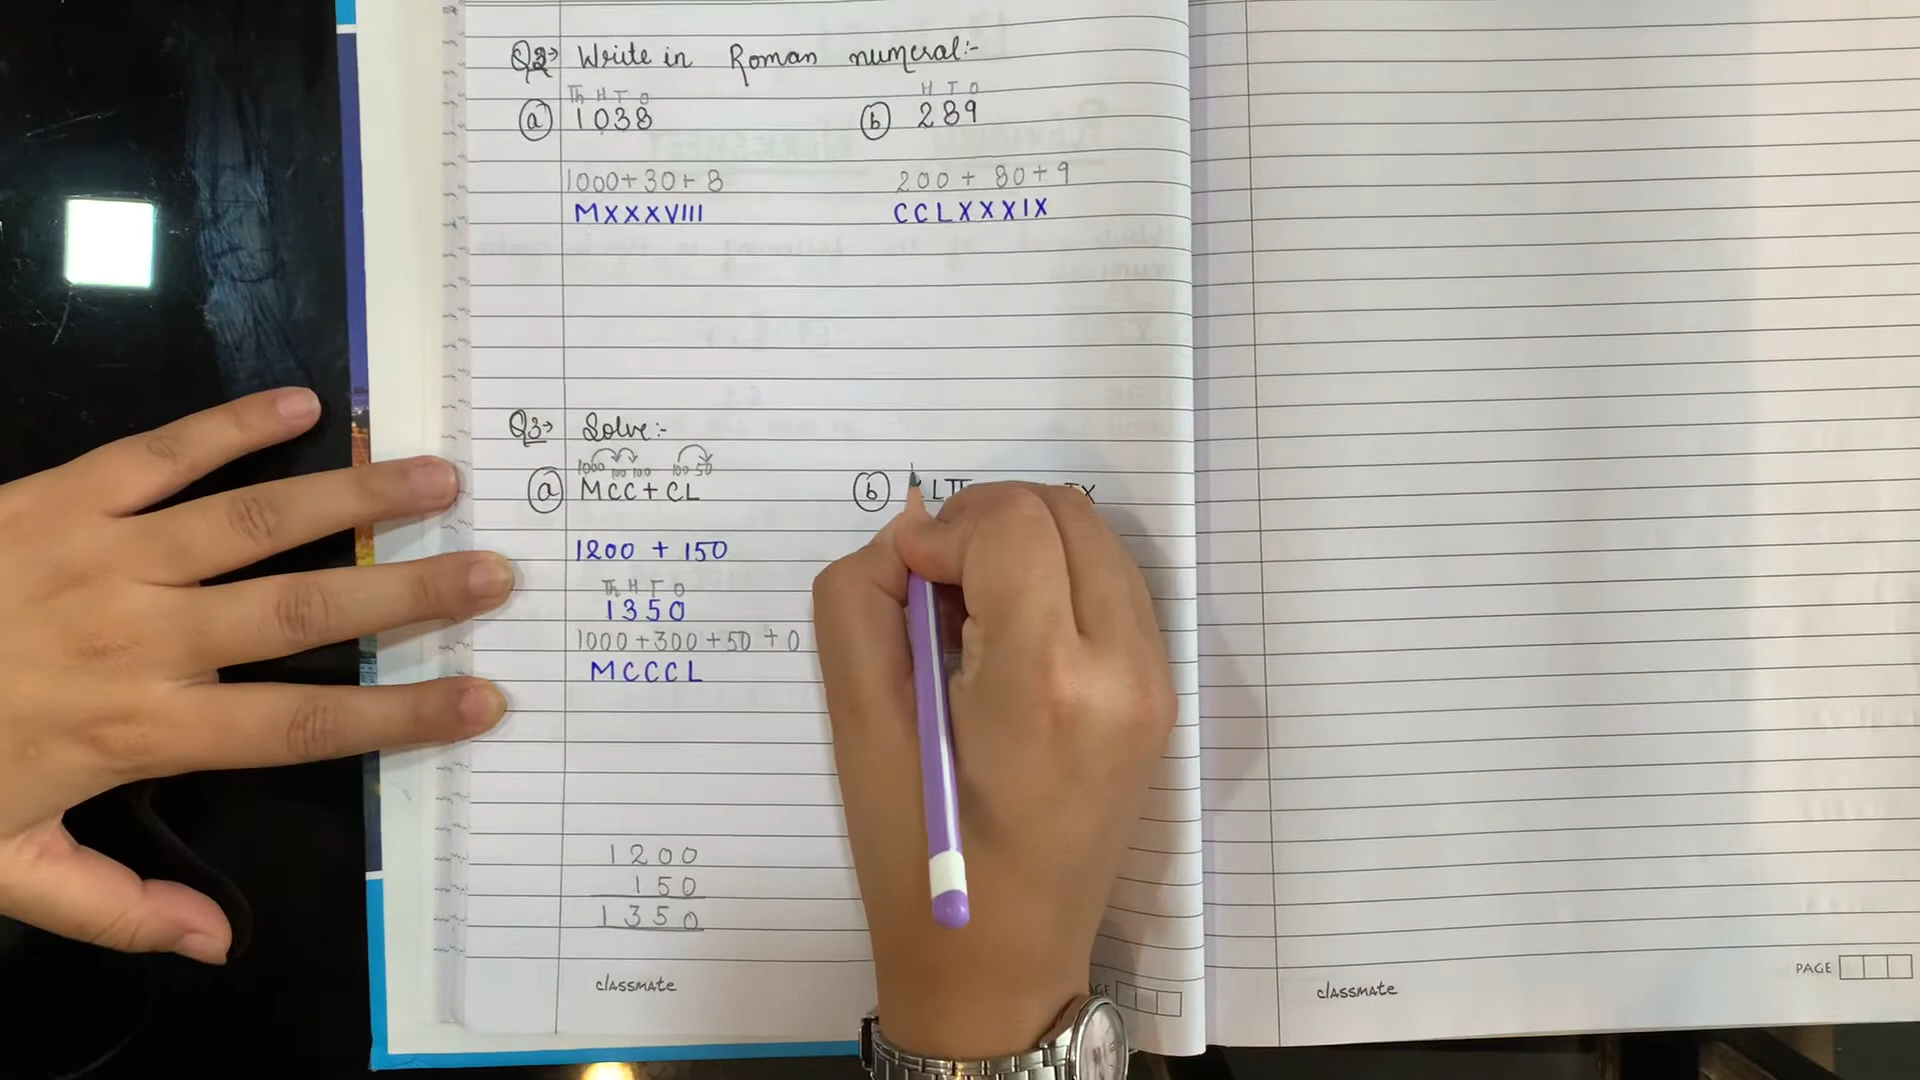 Q2→ Write in Roman numeral:-
Th H T O
H T O
(a) 1038
(b) 289
1000+30+8
200 + 80+9
MXXXVIII
CCLXXXIX
Q3→ Solve:-
1000 100 100 100 50
(a) MCC+CL
(b)
1200 + 150
Th H T O
1350
1000+300+50+0
MCCCL
1200
150
1350
classmate
classmate
PAGE